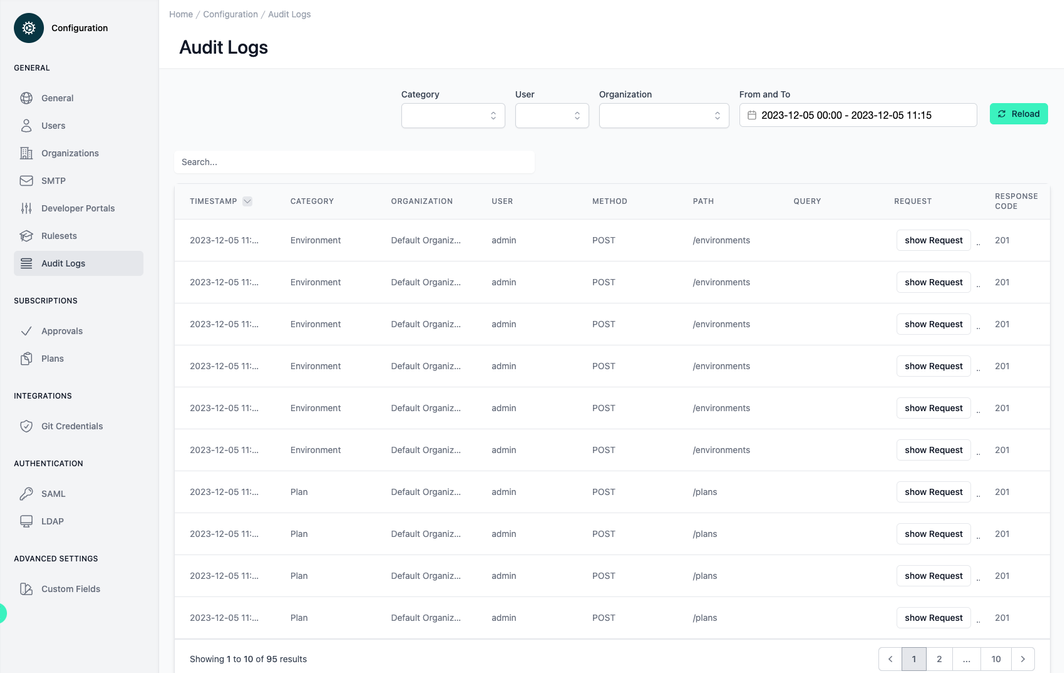 Configuration
GENERAL
General
Users
Organizations
SMTP
Developer Portals
Rulesets
Audit Logs
SUBSCRIPTIONS
Approvals
Plans
INTEGRATIONS
Git Credentials
AUTHENTICATION
SAML
LDAP
ADVANCED SETTINGS
Custom Fields
Home / Configuration / Audit Logs
Audit Logs
Category User Organization From and To
2023-12-05 00:00 - 2023-12-05 11:15 Reload
Search...
TIMESTAMP CATEGORY ORGANIZATION USER METHOD PATH QUERY REQUEST RESPONSE CODE
2023-12-05 11:... Environment Default Organiz... admin POST /environments show Request .. 201
2023-12-05 11:... Environment Default Organiz... admin POST /environments show Request .. 201
2023-12-05 11:... Environment Default Organiz... admin POST /environments show Request .. 201
2023-12-05 11:... Environment Default Organiz... admin POST /environments show Request .. 201
2023-12-05 11:... Environment Default Organiz... admin POST /environments show Request .. 201
2023-12-05 11:... Environment Default Organiz... admin POST /environments show Request .. 201
2023-12-05 11:... Plan Default Organiz... admin POST /plans show Request .. 201
2023-12-05 11:... Plan Default Organiz... admin POST /plans show Request .. 201
2023-12-05 11:... Plan Default Organiz... admin POST /plans show Request .. 201
2023-12-05 11:... Plan Default Organiz... admin POST /plans show Request .. 201
Showing 1 to 10 of 95 results < 1 2 ... 10 >